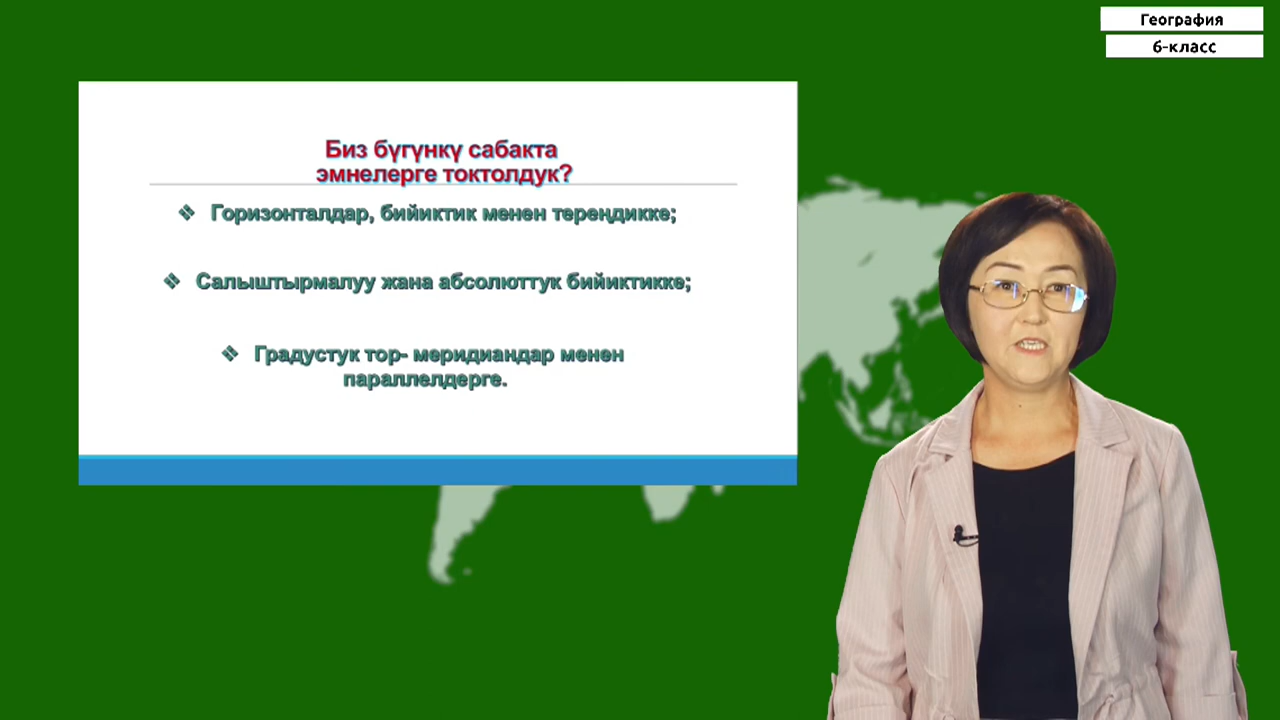 География
6-класс
Биз бүгүнкү сабакта
эмнелерге токтолдук?
❖ Горизонталдар, бийиктик менен тереңдикке;
❖ Салыштырмалуу жана абсолюттук бийиктикке;
❖ Градустук тор- меридиандар менен
параллелдерге.